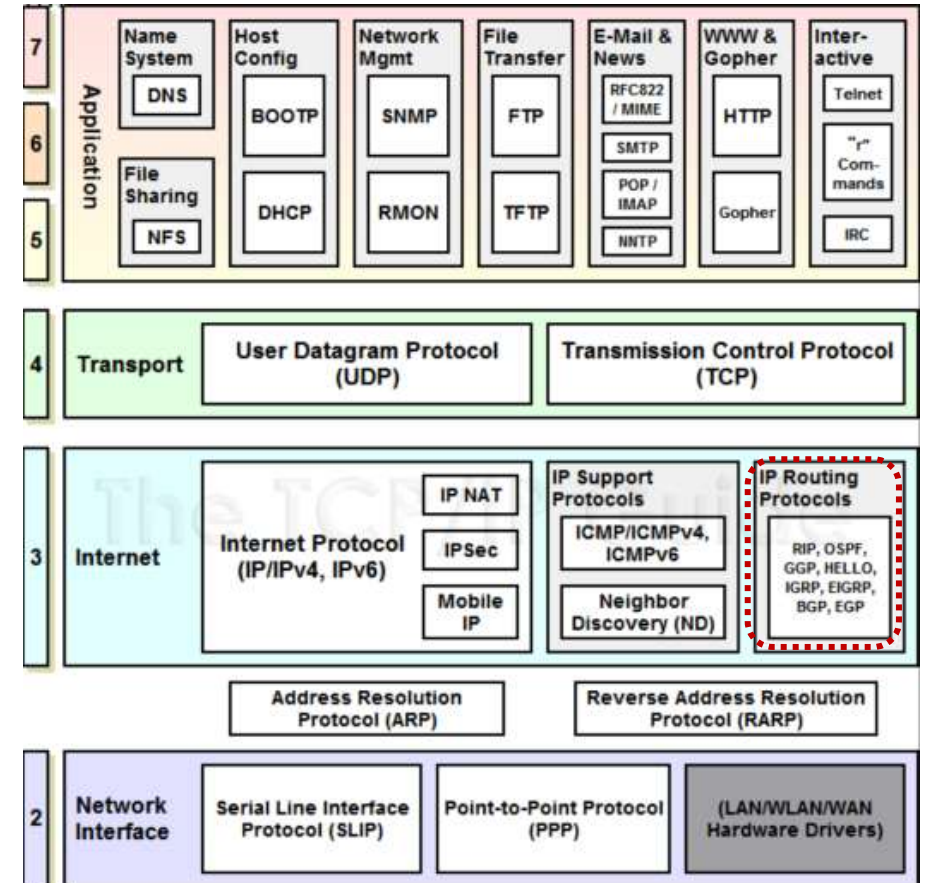 7
6
5
Application
Name
System
DNS
File
Sharing
NFS
Host
Config
BOOTP
DHCP
Network
Mgmt
SNMP
RMON
File
Transfer
FTP
TFTP
E-Mail &
News
RFC822
/ MIME
SMTP
POP /
IMAP
NNTP
WWW &
Gopher
HTTP
Gopher
Inter-
active
Telnet
"r"
Com-
mands
IRC
4
Transport
User Datagram Protocol
(UDP)
Transmission Control Protocol
(TCP)
The TCP/IP Guide
3
Internet
Internet Protocol
(IP/IPv4, IPv6)
IP NAT
IPSec
Mobile
IP
IP Support
Protocols
ICMP/ICMPv4,
ICMPv6
Neighbor
Discovery (ND)
IP Routing
Protocols
RIP, OSPF,
GGP, HELLO,
IGRP, EIGRP,
BGP, EGP
Address Resolution
Protocol (ARP)
Reverse Address Resolution
Protocol (RARP)
2
Network
Interface
Serial Line Interface
Protocol (SLIP)
Point-to-Point Protocol
(PPP)
(LAN/WLAN/WAN
Hardware Drivers)